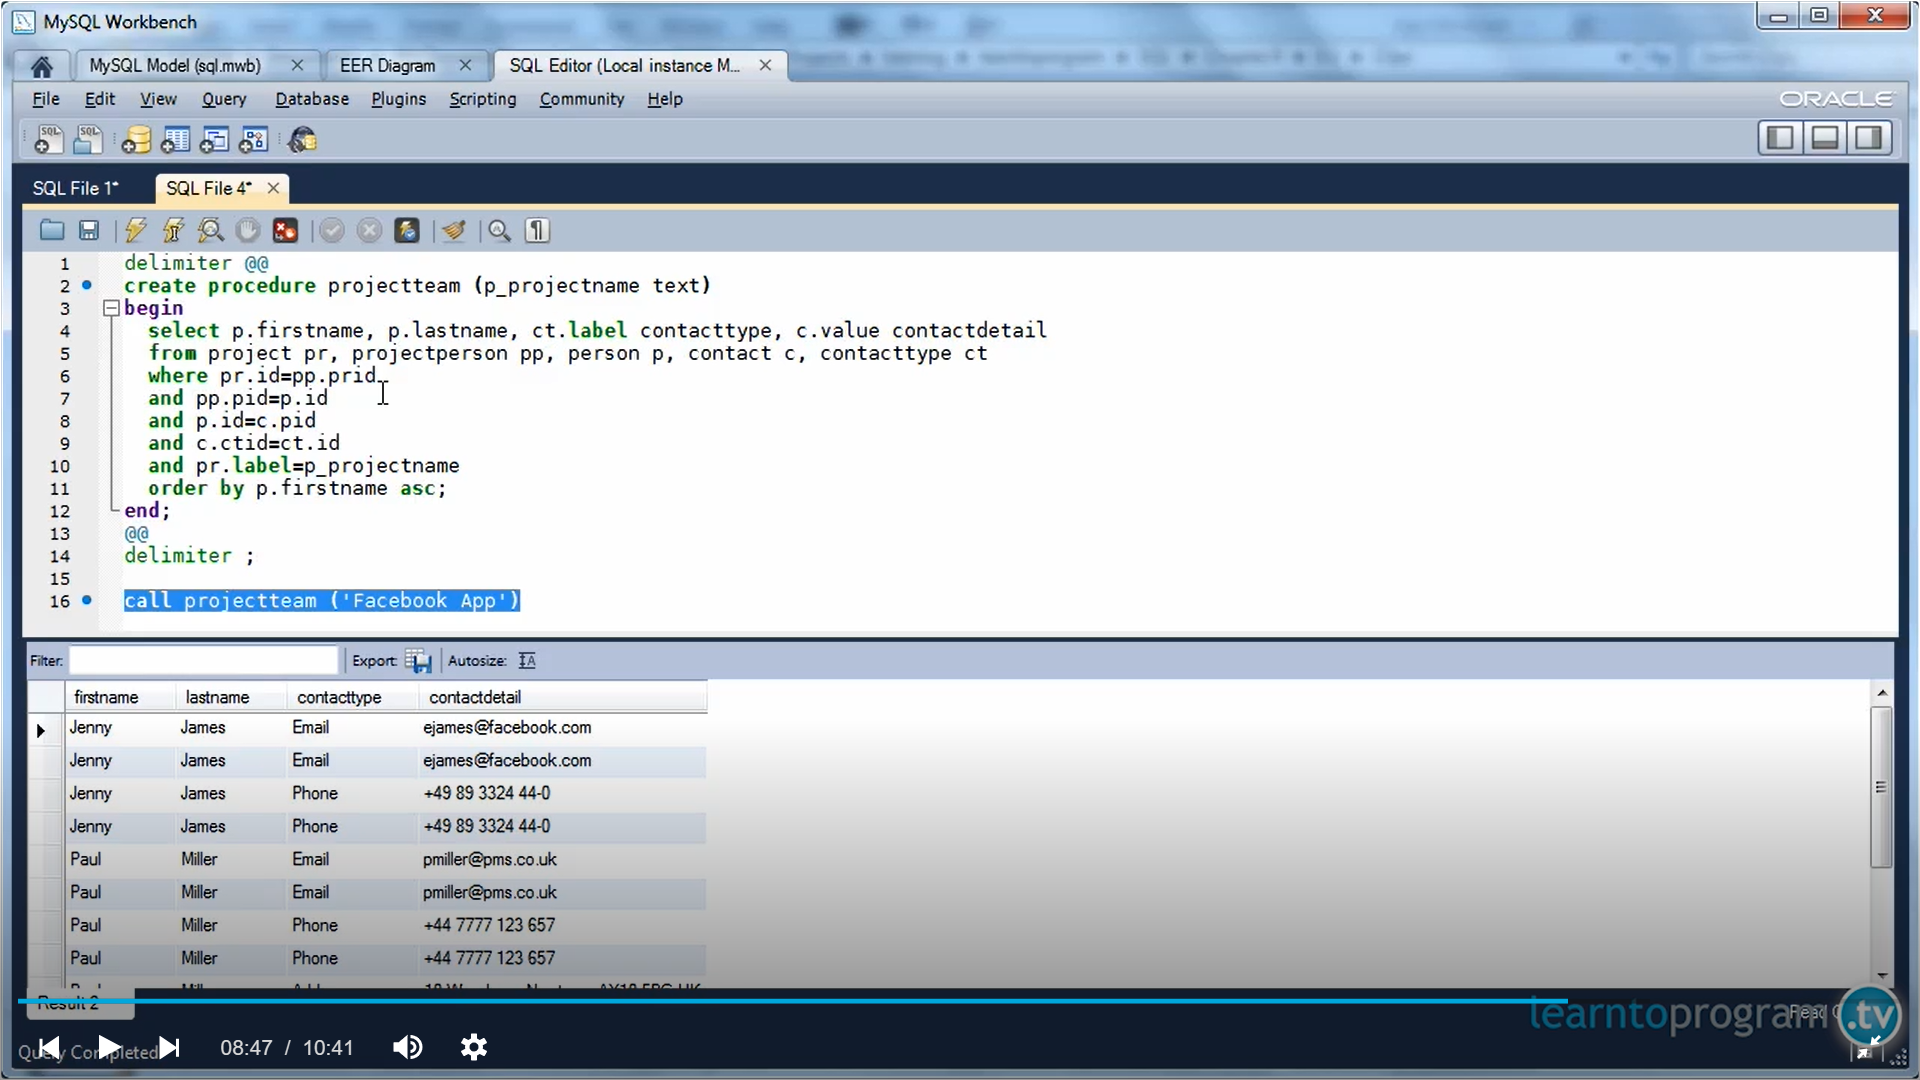 MySQL Workbench
MySQL Model (sql.mwb) EER Diagram SQL Editor (Local instance M...
File Edit View Query Database Plugins Scripting Community Help ORACLE
SQL SQL
SQL File 1* SQL File 4*
1 delimiter @@
2 create procedure projectteam (p_projectname text)
3 begin
4 select p.firstname, p.lastname, ct.label contacttype, c.value contactdetail
5 from project pr, projectperson pp, person p, contact c, contacttype ct
6 where pr.id=pp.prid
7 and pp.pid=p.id
8 and p.id=c.pid
9 and c.ctid=ct.id
10 and pr.label=p_projectname
11 order by p.firstname asc;
12 end;
13 @@
14 delimiter ;
15
16 call projectteam ('Facebook App')
Filter: Export: Autosize:
firstname lastname contacttype contactdetail
Jenny James Email ejames@facebook.com
Jenny James Email ejames@facebook.com
Jenny James Phone +49 89 3324 44-0
Jenny James Phone +49 89 3324 44-0
Paul Miller Email pmiller@pms.co.uk
Paul Miller Email pmiller@pms.co.uk
Paul Miller Phone +44 7777 123 657
Paul Miller Phone +44 7777 123 657
Result 2
learntoprogram .tv
Query Completed 08:47 / 10:41